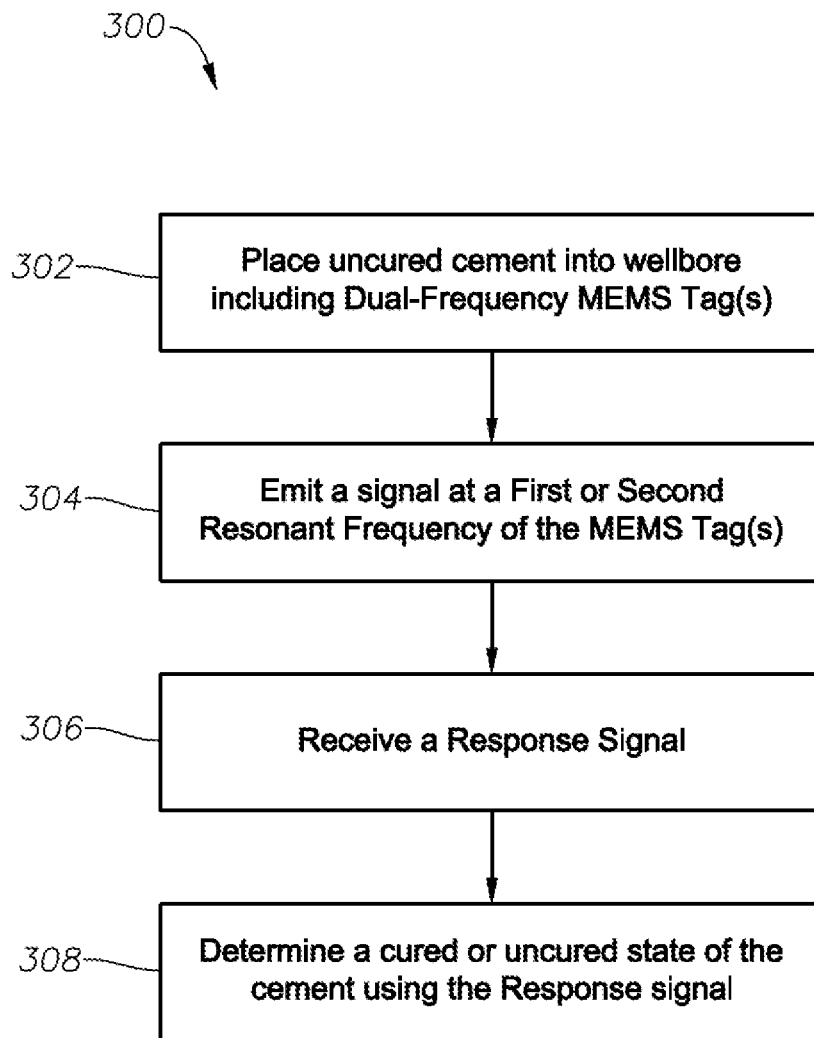 300
302
Place uncured cement into wellbore
including Dual-Frequency MEMS Tag(s)
304
Emit a signal at a First or Second
Resonant Frequency of the MEMS Tag(s)
306
Receive a Response Signal
308
Determine a cured or uncured state of the
cement using the Response signal